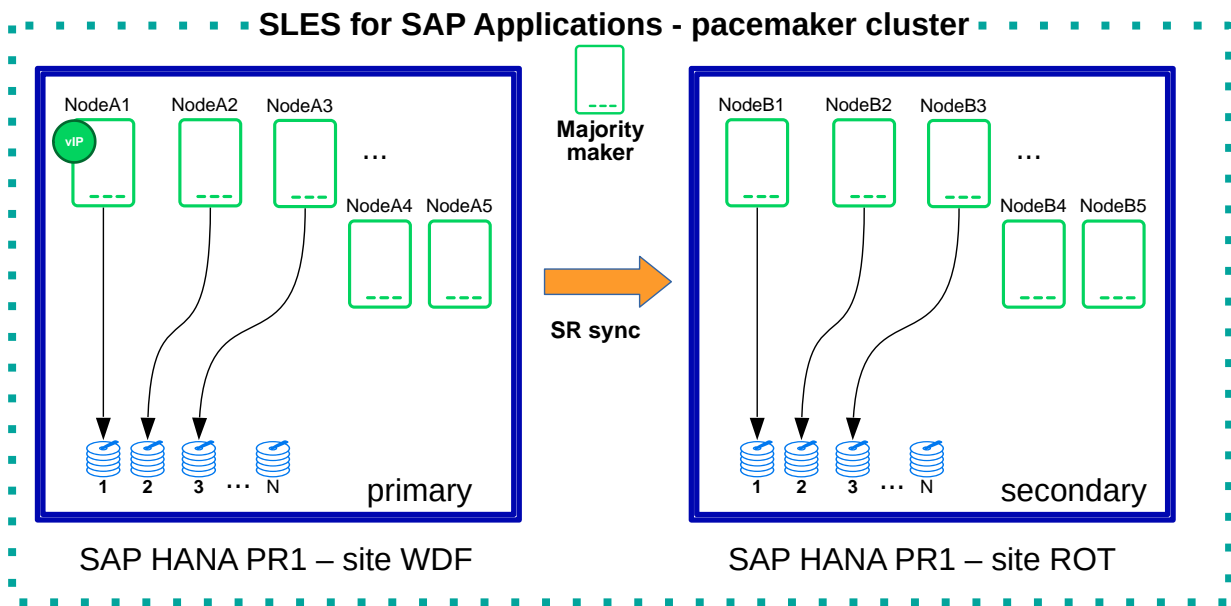 SLES for SAP Applications - pacemaker cluster
NodeA1
NodeA2
NodeA3
vIP
...
NodeA4
NodeA5
1
2
3
...
N
primary
SAP HANA PR1 – site WDF
Majority
maker
SR sync
NodeB1
NodeB2
NodeB3
...
NodeB4
NodeB5
1
2
3
...
N
secondary
SAP HANA PR1 – site ROT